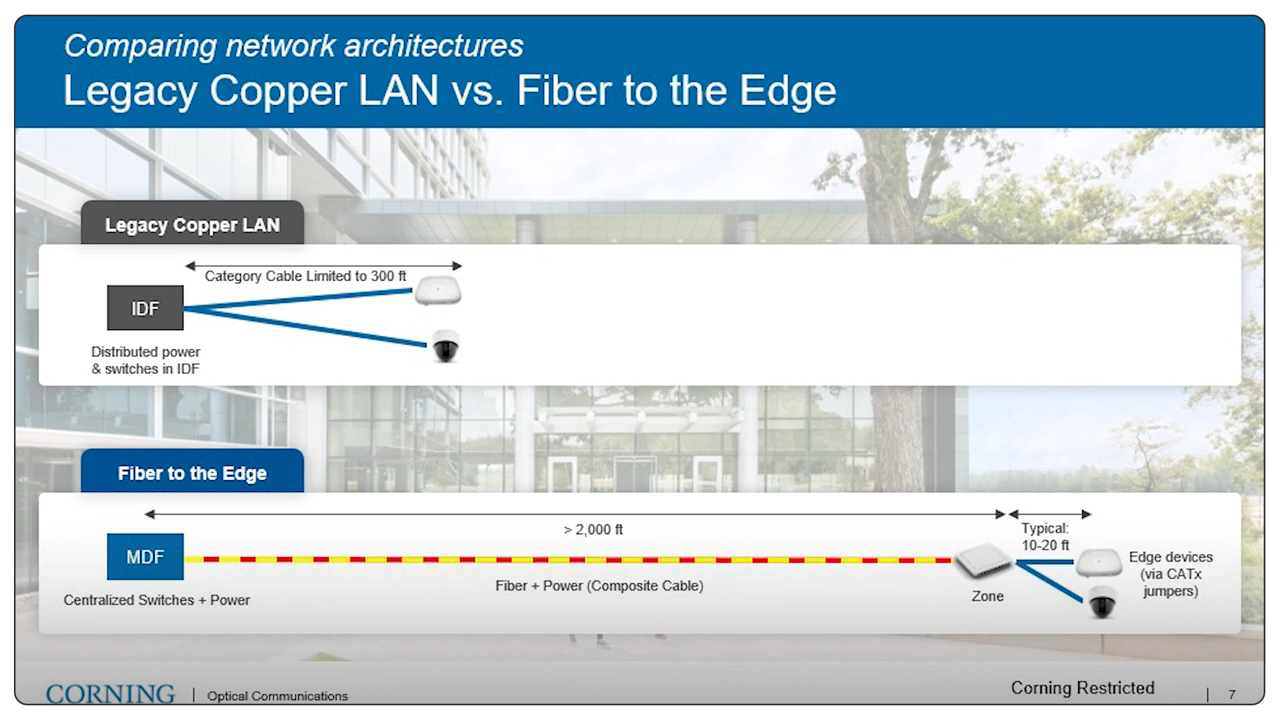 Comparing network architectures
Legacy Copper LAN vs. Fiber to the Edge
Legacy Copper LAN
Category Cable Limited to 300 ft
IDF
Distributed power
& switches in IDF
Fiber to the Edge
> 2,000 ft
Typical:
10-20 ft
MDF
Edge devices
(via CATx
jumpers)
Fiber + Power (Composite Cable)
Zone
Centralized Switches + Power
CORNING | Optical Communications
Corning Restricted | 7